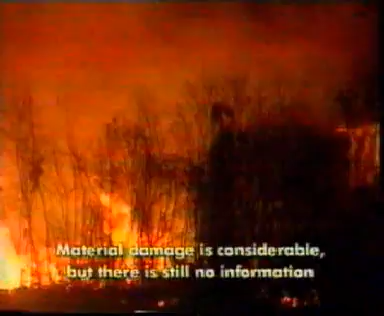 Material damage is considerable,
but there is still no information